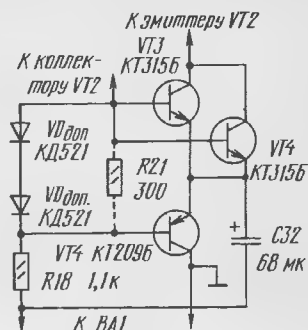 К эмиттеру VT2
К коллек-
тору VT2
VT3
КТ315Б
VDдоп
КД521
VDдоп.
КД521
R21
300
VT4
КТ315Б
VT4 КТ209Б
R18 1,1к
+
C32
68 мк
К ВА1